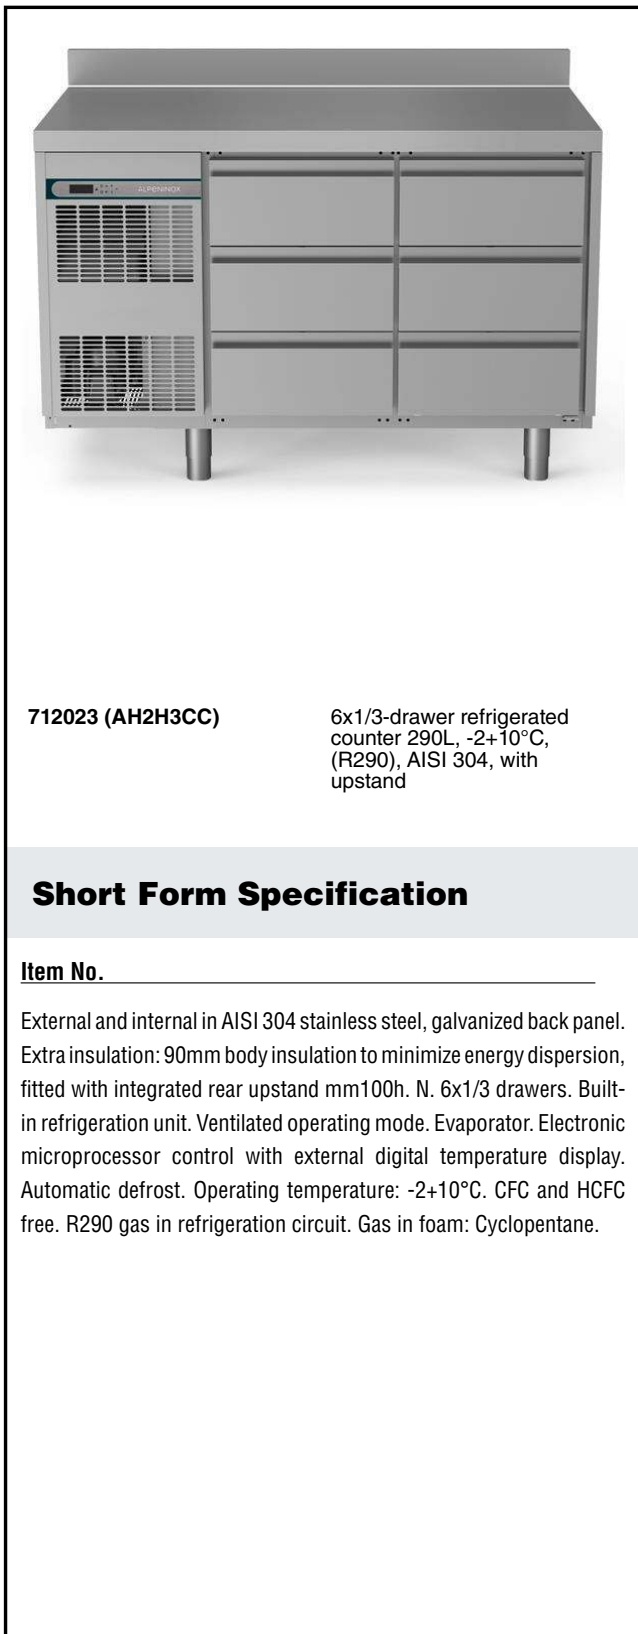 ALPENINOX
712023 (AH2H3CC)
6x1/3-drawer refrigerated
counter 290L, -2+10°C,
(R290), AISI 304, with
upstand
Short Form Specification
Item No.
External and internal in AISI 304 stainless steel, galvanized back panel.
Extra insulation: 90mm body insulation to minimize energy dispersion,
fitted with integrated rear upstand mm100h. N. 6x1/3 drawers. Built-
in refrigeration unit. Ventilated operating mode. Evaporator. Electronic
microprocessor control with external digital temperature display.
Automatic defrost. Operating temperature: -2+10°C. CFC and HCFC
free. R290 gas in refrigeration circuit. Gas in foam: Cyclopentane.